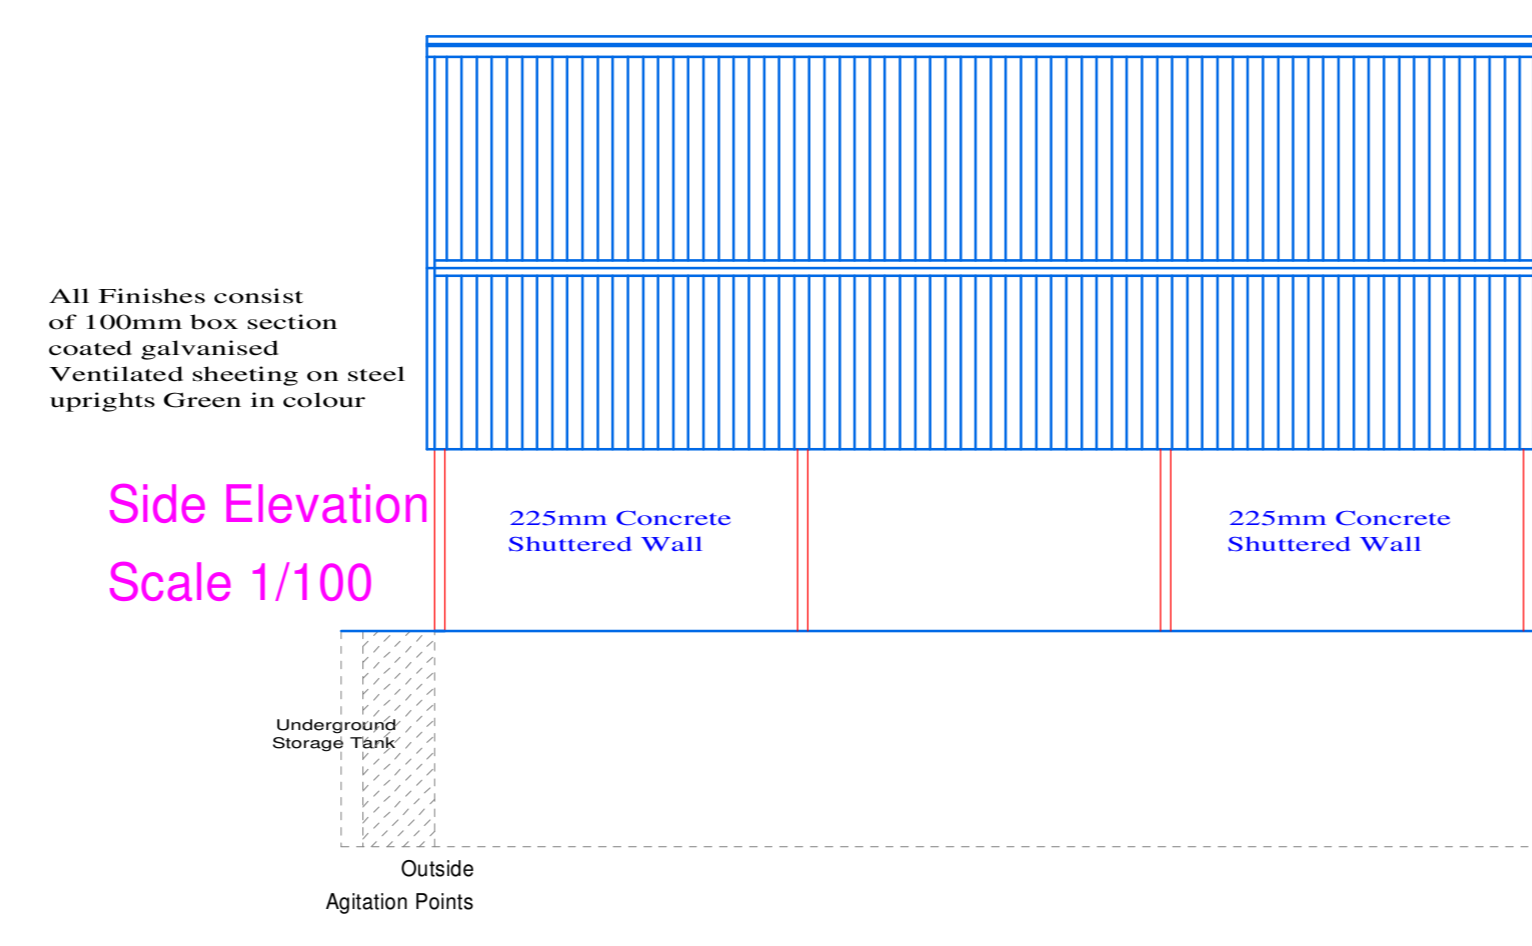 All Finishes consist
of 100mm box section
coated galvanised
Ventilated sheeting on steel
uprights Green in colour
Side Elevation
Scale 1/100
225mm Concrete
Shuttered Wall
225mm Concrete
Shuttered Wall
Underground
Storage Tank
Outside
Agitation Points